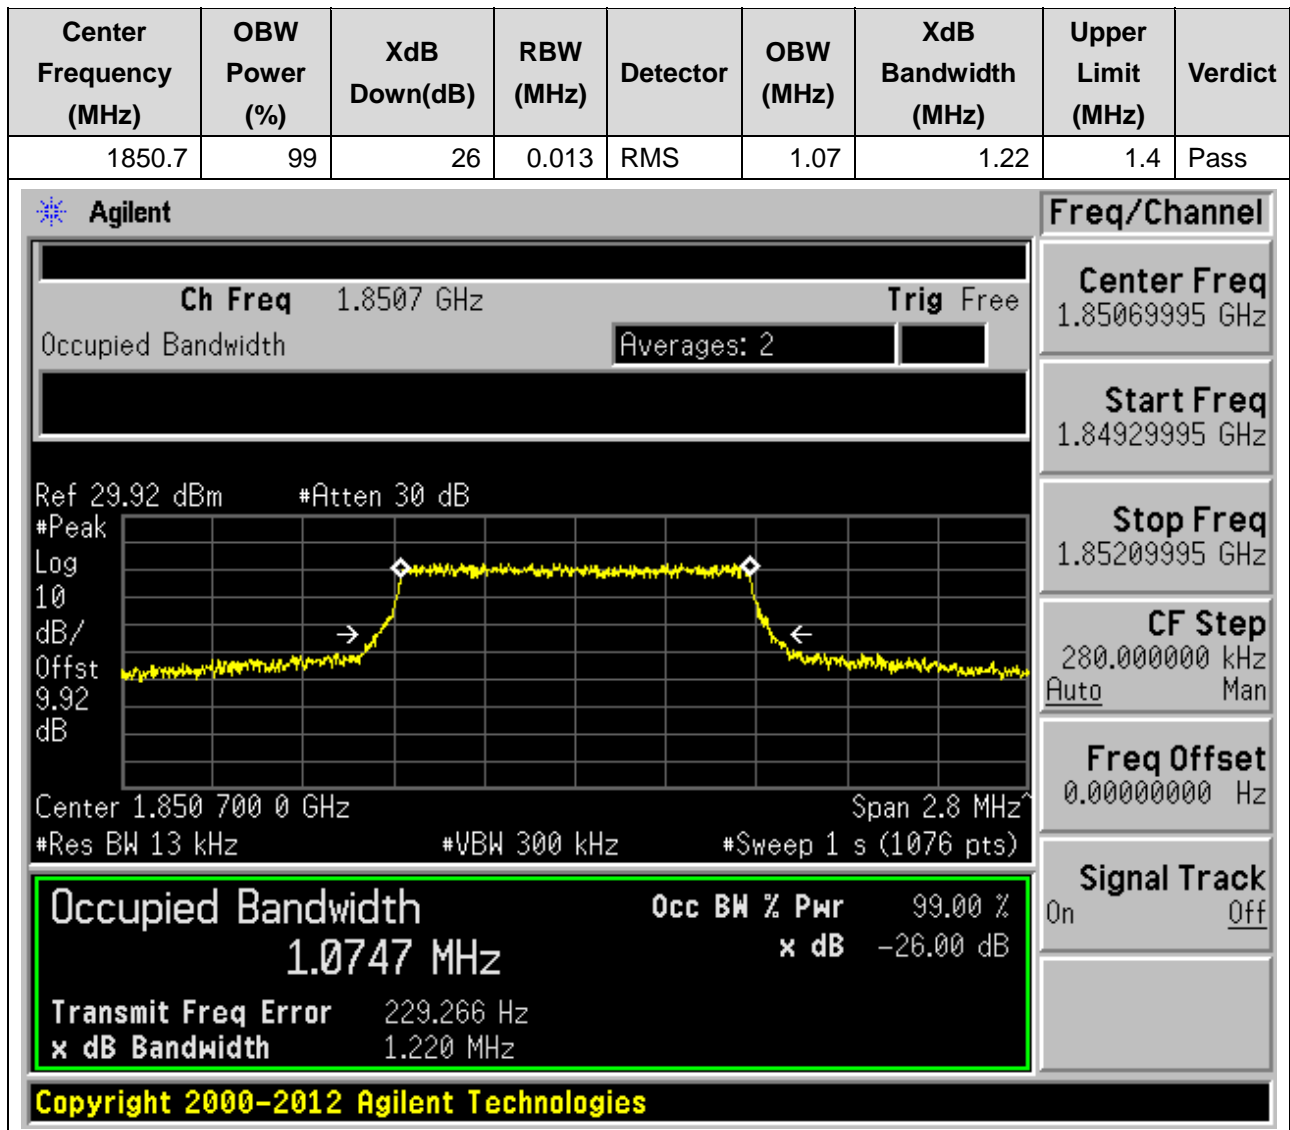 Center Frequency (MHz) OBW Power (%) XdB Down(dB) RBW (MHz) Detector OBW (MHz) XdB Bandwidth (MHz) Upper Limit (MHz) Verdict
1850.7 99 26 0.013 RMS 1.07 1.22 1.4 Pass
Agilent
Freq/Channel
Ch Freq 1.8507 GHz Trig Free
Occupied Bandwidth Averages: 2
Center Freq
1.85069995 GHz
Start Freq
1.84929995 GHz
Stop Freq
1.85209995 GHz
CF Step
280.000000 kHz
Auto Man
Freq Offset
0.00000000 Hz
Signal Track
On Off
Ref 29.92 dBm #Atten 30 dB
#Peak
Log
10
dB/
Offst
9.92
dB
Center 1.850 700 0 GHz Span 2.8 MHz^
#Res BW 13 kHz #VBW 300 kHz #Sweep 1 s (1076 pts)
Occupied Bandwidth Occ BW % Pwr 99.00 %
1.0747 MHz x dB -26.00 dB
Transmit Freq Error 229.266 Hz
x dB Bandwidth 1.220 MHz
Copyright 2000-2012 Agilent Technologies